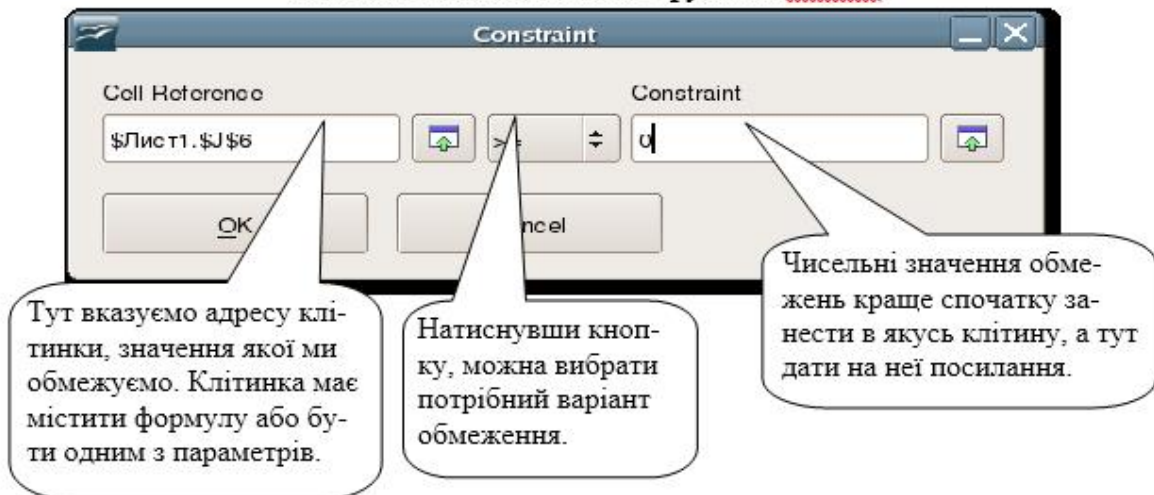 Constraint
Cell Reference
Constraint
$Лист1.$J$6
0
OK
Тут вказуємо адресу клі-
тинки, значення якої ми
обмежуємо. Клітинка має
містити формулу або бу-
ти одним з параметрів.
Натиснувши кноп-
ку, можна вибрати
потрібний варіант
обмеження.
Чисельні значення обме-
жень краще спочатку за-
нести в якусь клітину, а тут
дати на неї посилання.